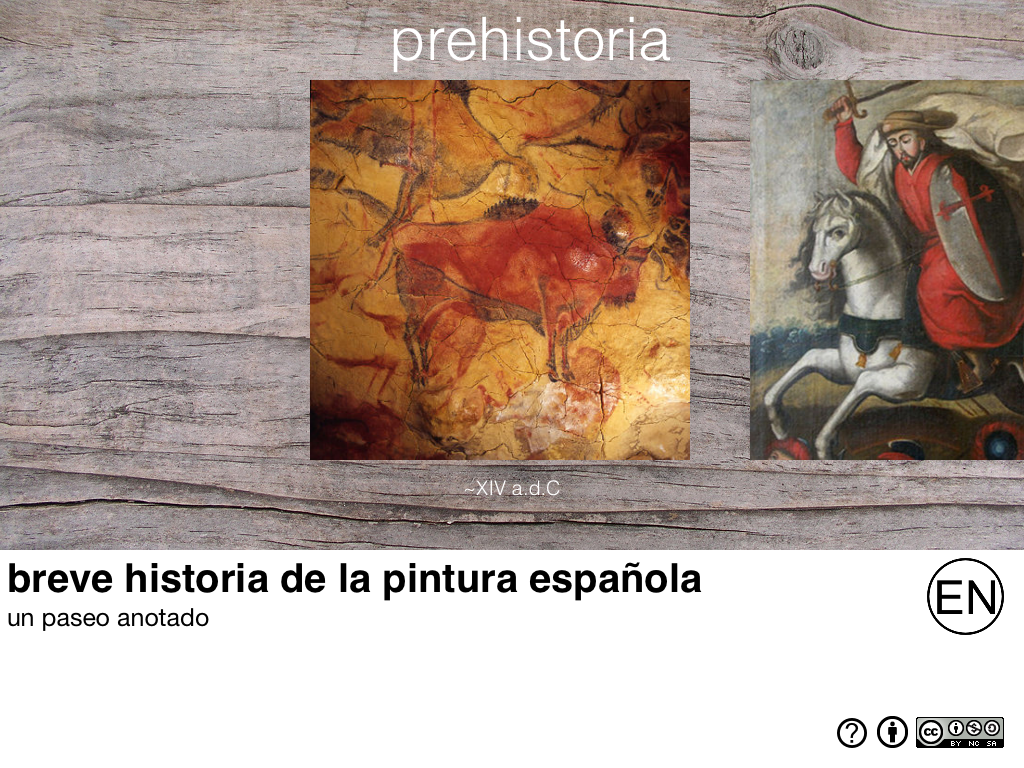 prehistoria
~XIV a.d.C
breve historia de la pintura española
un paseo anotado
EN
?
cc
BY NC SA